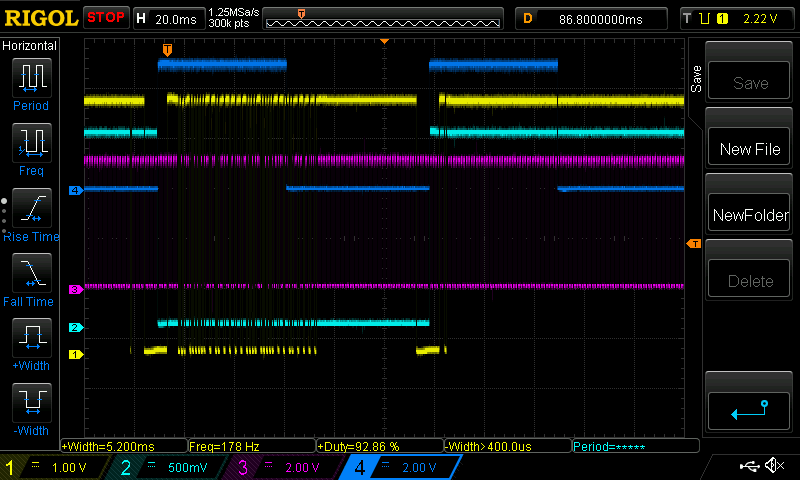 RIGOL STOP H 20.0ms 1.25MSa/s 300k pts T D 86.8000000ms T 1 2.22 V
Horizontal
Period
Freq
Rise Time
Fall Time
+Width
-Width
T
4
3
2
1
T
Save
Save
New File
NewFolder
Delete
+Width=5.200ms Freq=178 Hz +Duty=92.86 % -Width>400.0us Period=*****
1 1.00 V 2 500mV 3 2.00 V 4 2.00 V